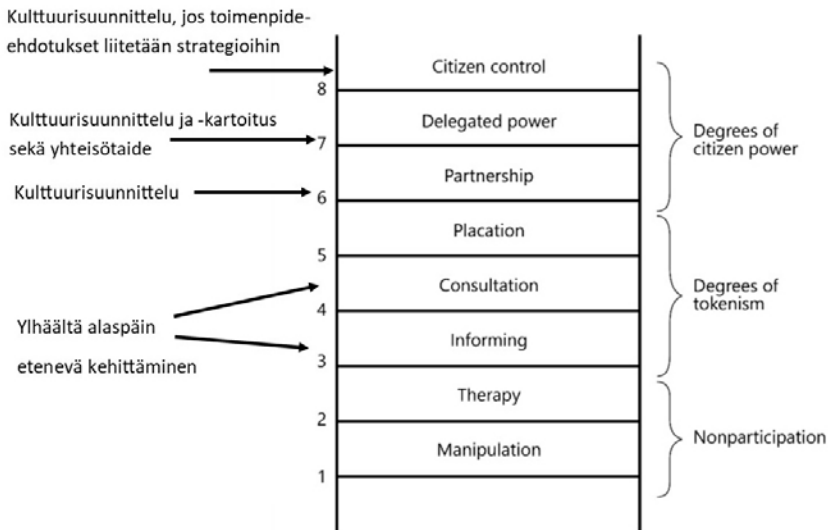 Kulttuurisuunnittelu, jos toimenpide-
ehdotukset liitetään strategioihin
Citizen control
8
Kulttuurisuunnittelu ja -kartoitus
sekä yhteisötaide
Delegated power
7
Degrees of
citizen power
Partnership
Kulttuurisuunnittelu
6
Placation
5
Consultation
Degrees of
tokenism
4
Ylhäältä alaspäin
etenevä kehittäminen
Informing
3
Therapy
2
Nonparticipation
Manipulation
1